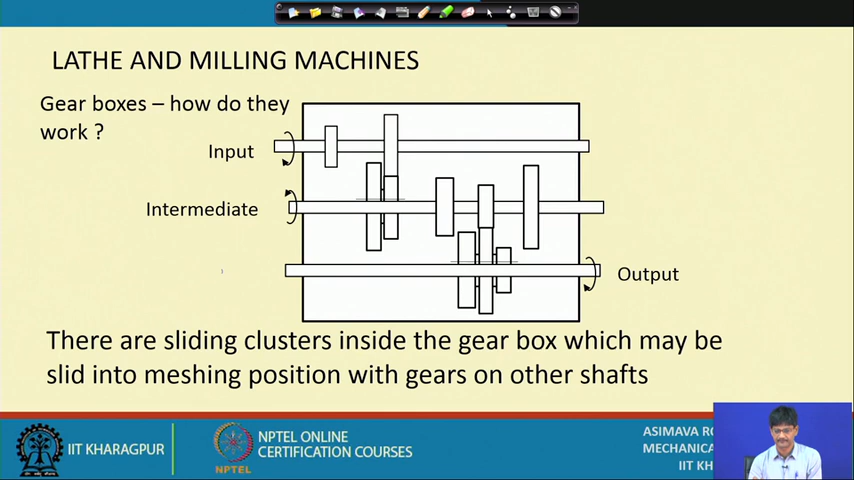 LATHE AND MILLING MACHINES
Gear boxes – how do they
work ?
Input
Intermediate
Output
There are sliding clusters inside the gear box which may be
slid into meshing position with gears on other shafts
IIT KHARAGPUR
NPTEL
NPTEL ONLINE
CERTIFICATION COURSES
ASIMAVA
MECHANICA
IIT KH